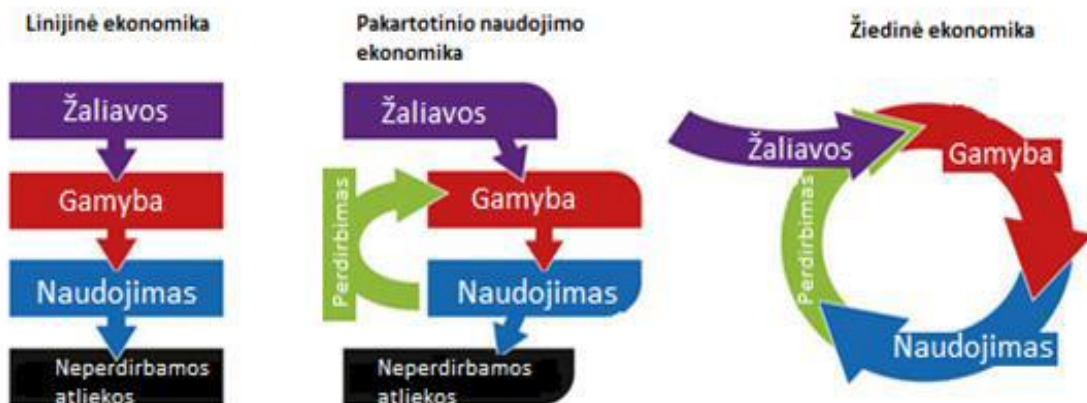 Linijinė ekonomika
Žaliavos
Gamyba
Naudojimas
Neperdirbamos
atliekos
Pakartotinio naudojimo
ekonomika
Žaliavos
Perdirbimas
Gamyba
Naudojimas
Neperdirbamos
atliekos
Žiedinė ekonomika
Žaliavos
Gamyba
Perdirbimas
Naudojimas